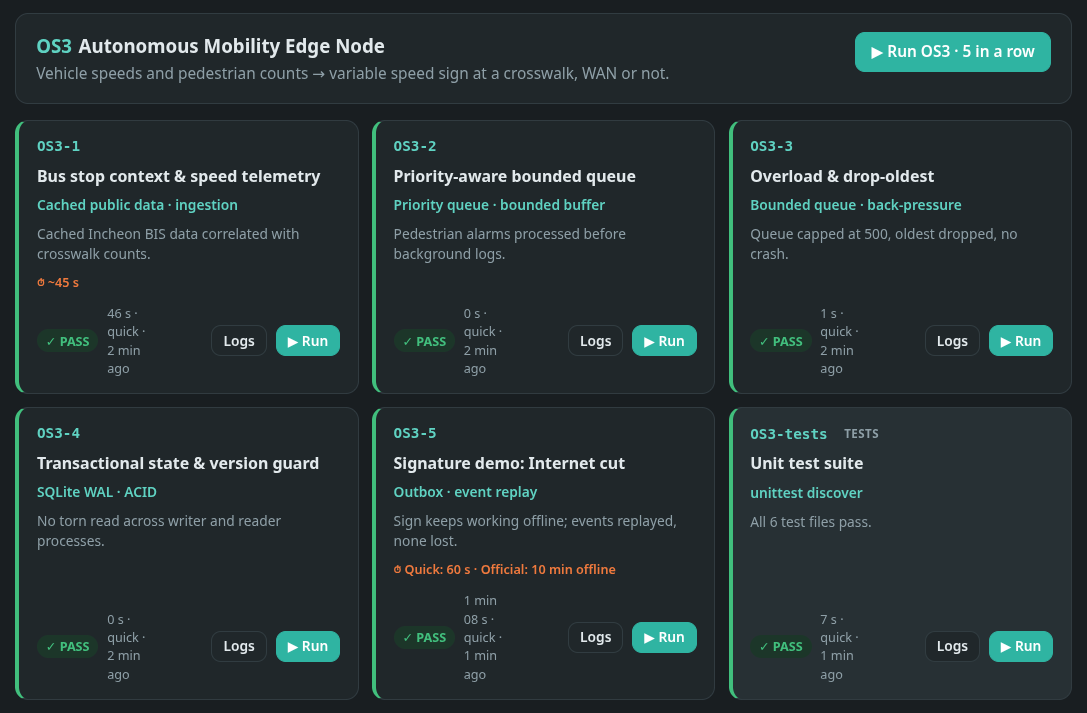 OS3 Autonomous Mobility Edge Node
Vehicle speeds and pedestrian counts → variable speed sign at a crosswalk, WAN or not.
▶ Run OS3 · 5 in a row
OS3-1
Bus stop context & speed telemetry
Cached public data · ingestion
Cached Incheon BIS data correlated with
crosswalk counts.
⏱ ~45 s
✓ PASS
46 s ·
quick ·
2 min
ago
Logs
▶ Run
OS3-2
Priority-aware bounded queue
Priority queue · bounded buffer
Pedestrian alarms processed before
background logs.
✓ PASS
0 s ·
quick ·
2 min
ago
Logs
▶ Run
OS3-3
Overload & drop-oldest
Bounded queue · back-pressure
Queue capped at 500, oldest dropped, no
crash.
✓ PASS
1 s ·
quick ·
2 min
ago
Logs
▶ Run
OS3-4
Transactional state & version guard
SQLite WAL · ACID
No torn read across writer and reader
processes.
✓ PASS
0 s ·
quick ·
2 min
ago
Logs
▶ Run
OS3-5
Signature demo: Internet cut
Outbox · event replay
Sign keeps working offline; events replayed,
none lost.
⏱ Quick: 60 s · Official: 10 min offline
✓ PASS
1 min
08 s ·
quick ·
1 min
ago
Logs
▶ Run
OS3-tests TESTS
Unit test suite
unittest discover
All 6 test files pass.
✓ PASS
7 s ·
quick ·
1 min
ago
Logs
▶ Run